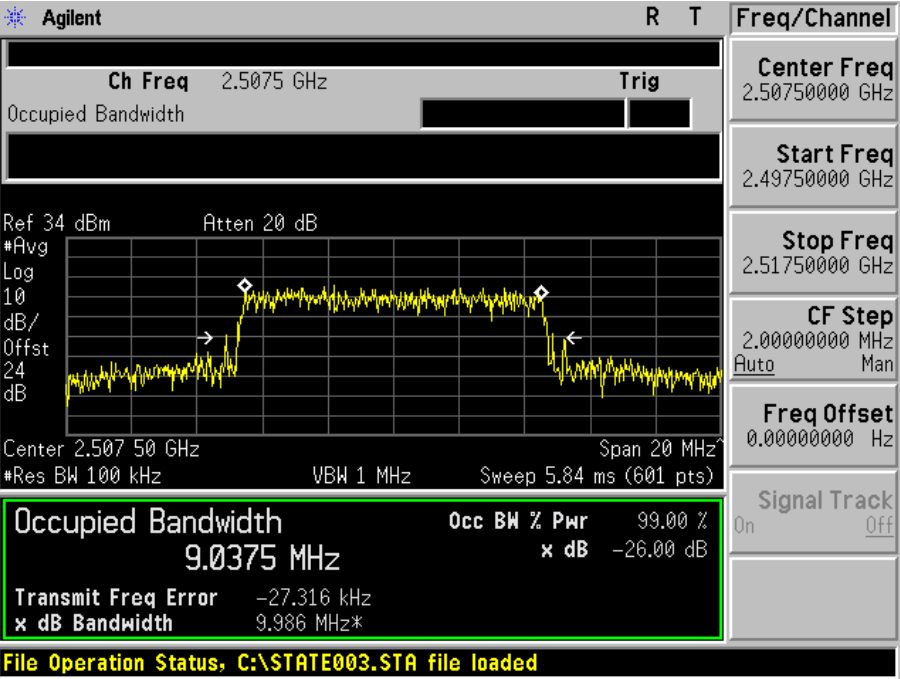 Agilent R T Freq/Channel
Ch Freq 2.5075 GHz Trig
Occupied Bandwidth
Center Freq
2.50750000 GHz
Start Freq
2.49750000 GHz
Stop Freq
2.51750000 GHz
CF Step
2.00000000 MHz
Auto Man
Freq Offset
0.00000000 Hz
Signal Track
On Off
Ref 34 dBm Atten 20 dB
#Avg
Log
10
dB/
Offst
24
dB
Center 2.507 50 GHz Span 20 MHz^
#Res BW 100 kHz VBW 1 MHz Sweep 5.84 ms (601 pts)
Occupied Bandwidth Occ BW % Pwr 99.00 %
9.0375 MHz x dB -26.00 dB
Transmit Freq Error -27.316 kHz
x dB Bandwidth 9.986 MHz*
File Operation Status, C:\STATE003.STA file loaded